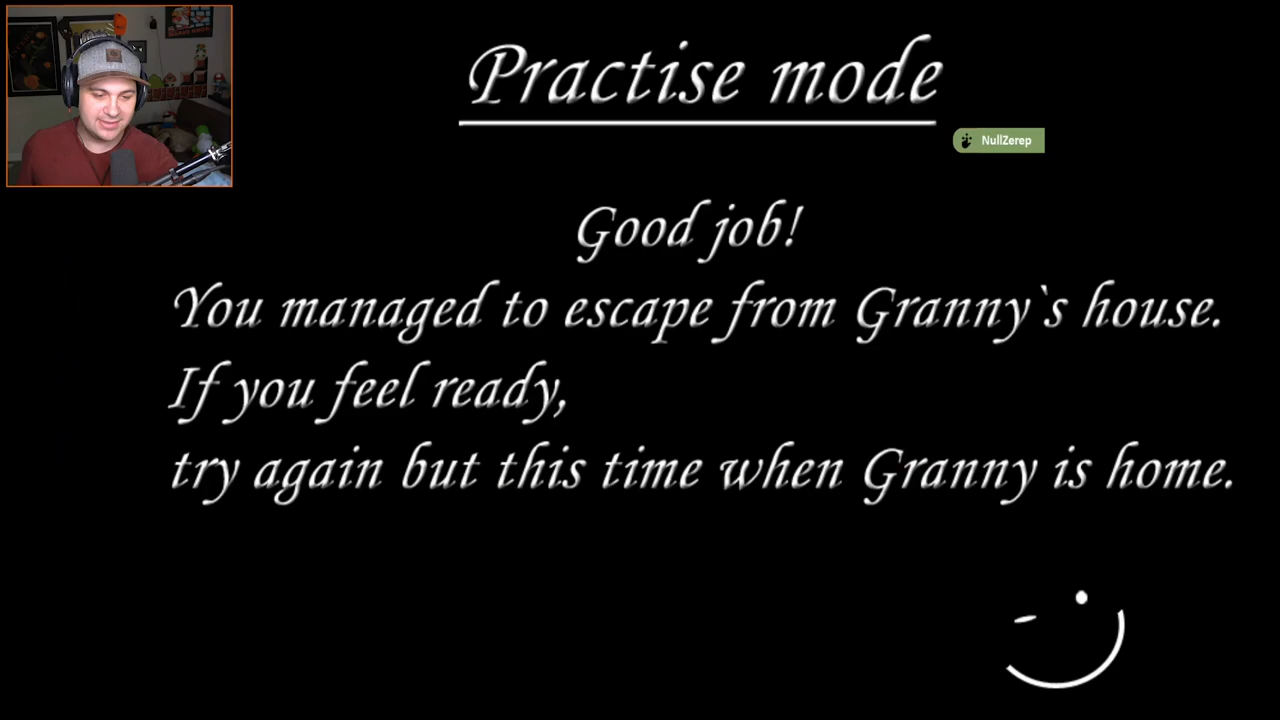 Practise mode
NullZerep
Good job!
You managed to escape from Granny`s house.
If you feel ready,
try again but this time when Granny is home.